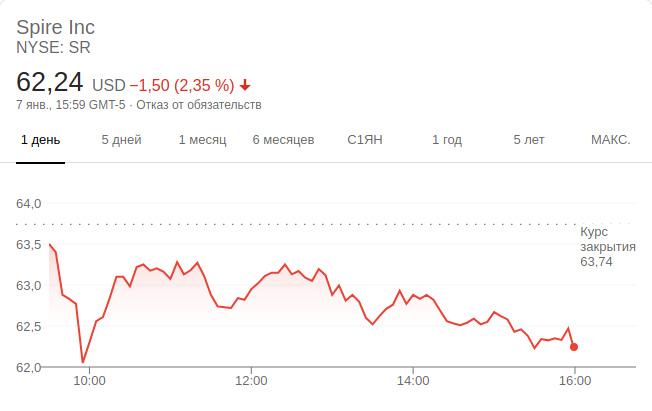 Spire Inc
NYSE: SR
62,24 USD −1,50 (2,35 %)
7 янв., 15:59 GMT-5 · Отказ от обязательств
1 день 5 дней 1 месяц 6 месяцев С1ЯН 1 год 5 лет МАКС.
64,0
Курс
закрытия
63,74
63,5
63,0
62,5
62,0
10:00 12:00 14:00 16:00